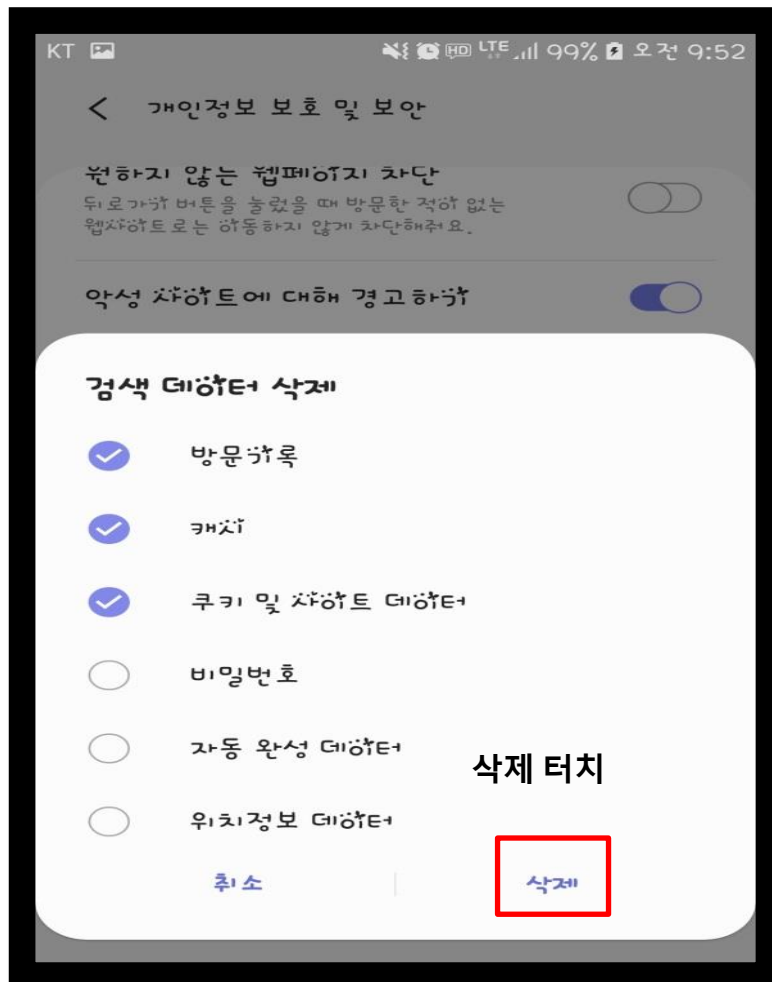 KT HD LTE 99% 오전 9:52
개인정보 보호 및 보안
원하지 않는 웹페이지 차단
뒤로가기 버튼을 눌렀을 때 방문한 적이 없는
웹사이트로는 이동하지 않게 차단해줘요.
악성 사이트에 대해 경고하기
검색 데이터 삭제
방문기록
캐시
쿠키 및 사이트 데이터
비밀번호
자동 완성 데이터
삭제 터치
위치정보 데이터
취소 삭제